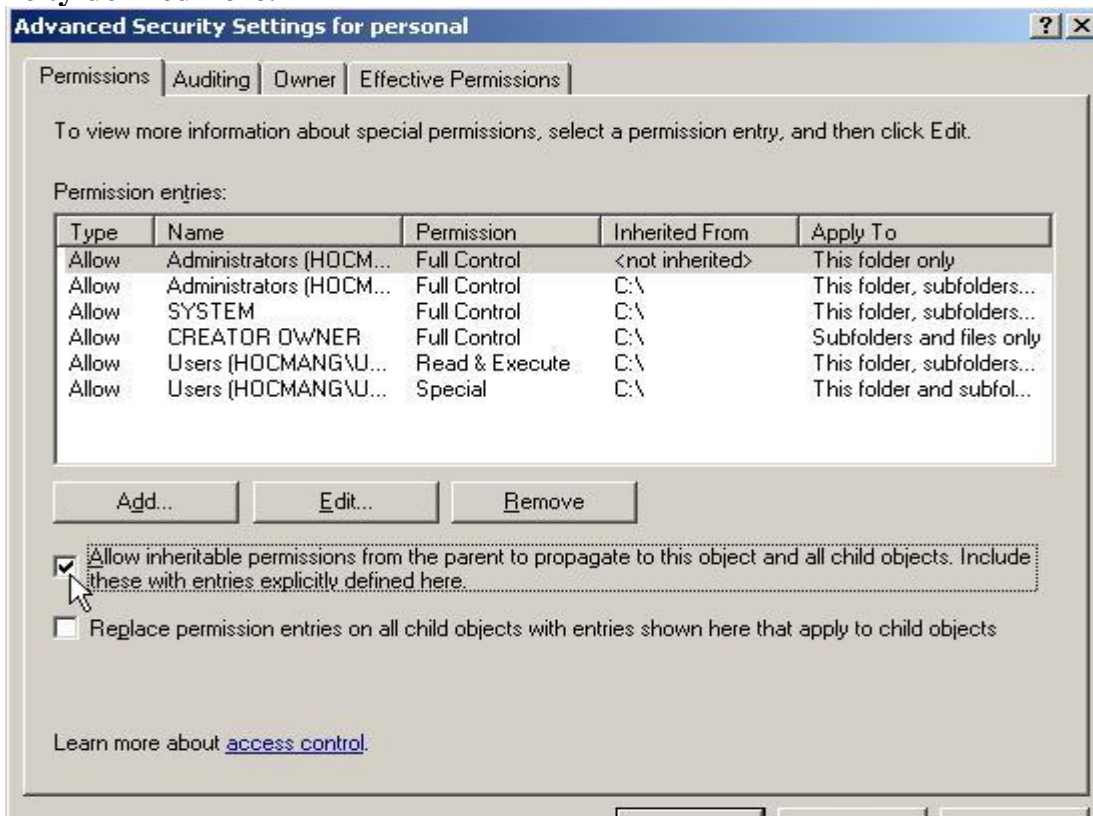 Advanced Security Settings for personal
Permissions Auditing Owner Effective Permissions
To view more information about special permissions, select a permission entry, and then click Edit.
Permission entries:
Type Name Permission Inherited From Apply To
Allow Administrators (HOCM... Full Control <not inherited> This folder only
Allow Administrators (HOCM... Full Control C:\ This folder, subfolders...
Allow SYSTEM Full Control C:\ This folder, subfolders...
Allow CREATOR OWNER Full Control C:\ Subfolders and files only
Allow Users (HOCMANG\U... Read & Execute C:\ This folder, subfolders...
Allow Users (HOCMANG\U... Special C:\ This folder and subfol...
Add... Edit... Remove
Allow inheritable permissions from the parent to propagate to this object and all child objects. Include
these with entries explicitly defined here.
Replace permission entries on all child objects with entries shown here that apply to child objects
Learn more about access control.